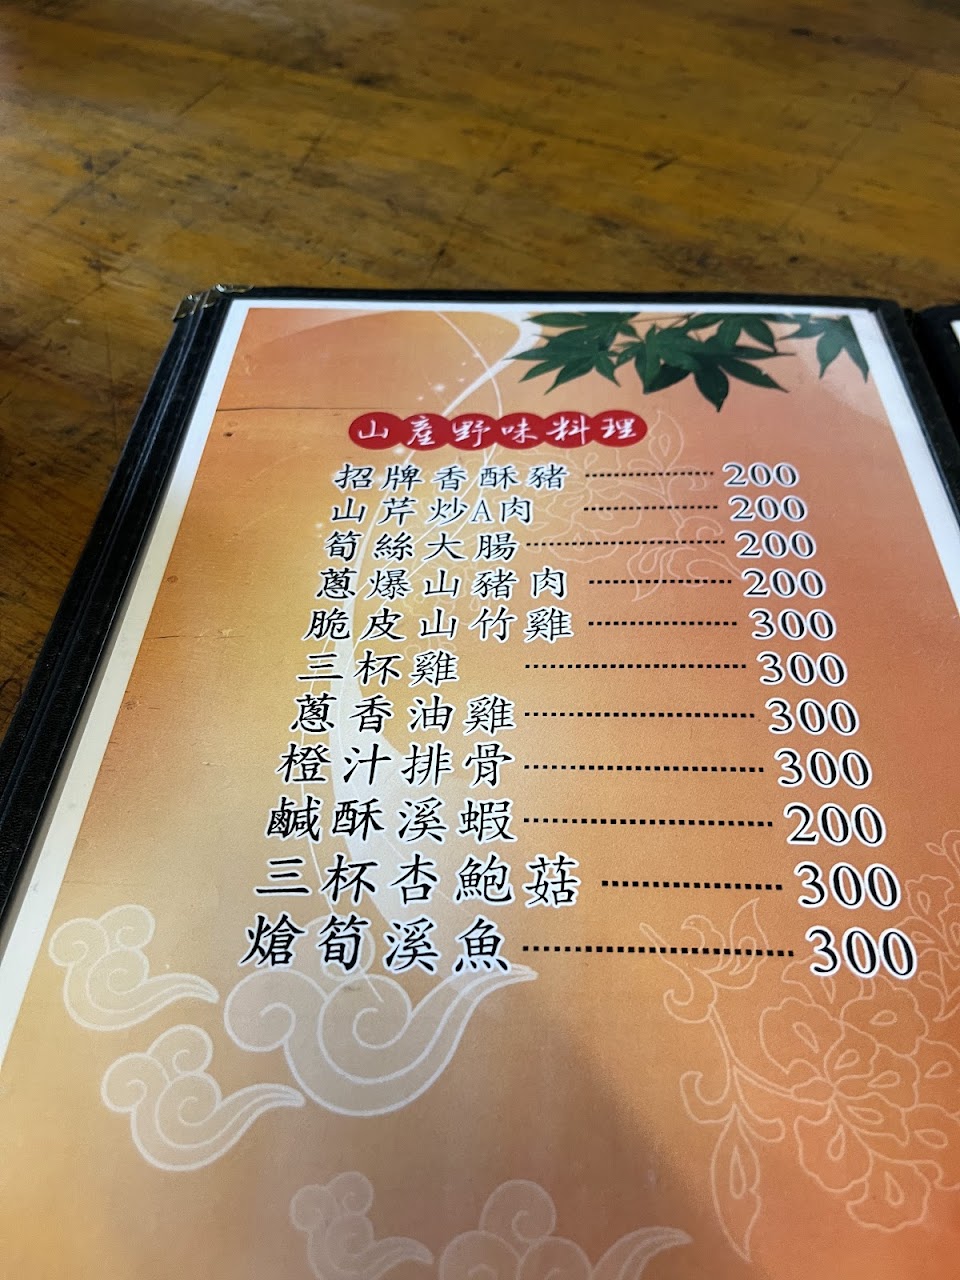 山產野味料理
招牌香酥豬 200
山芹炒A肉 200
筍絲大腸 200
蔥爆山豬肉 200
脆皮山竹雞 300
三杯雞 300
蔥香油雞 300
橙汁排骨 300
鹹酥溪蝦 200
三杯杏鮑菇 300
熗筍溪魚 300